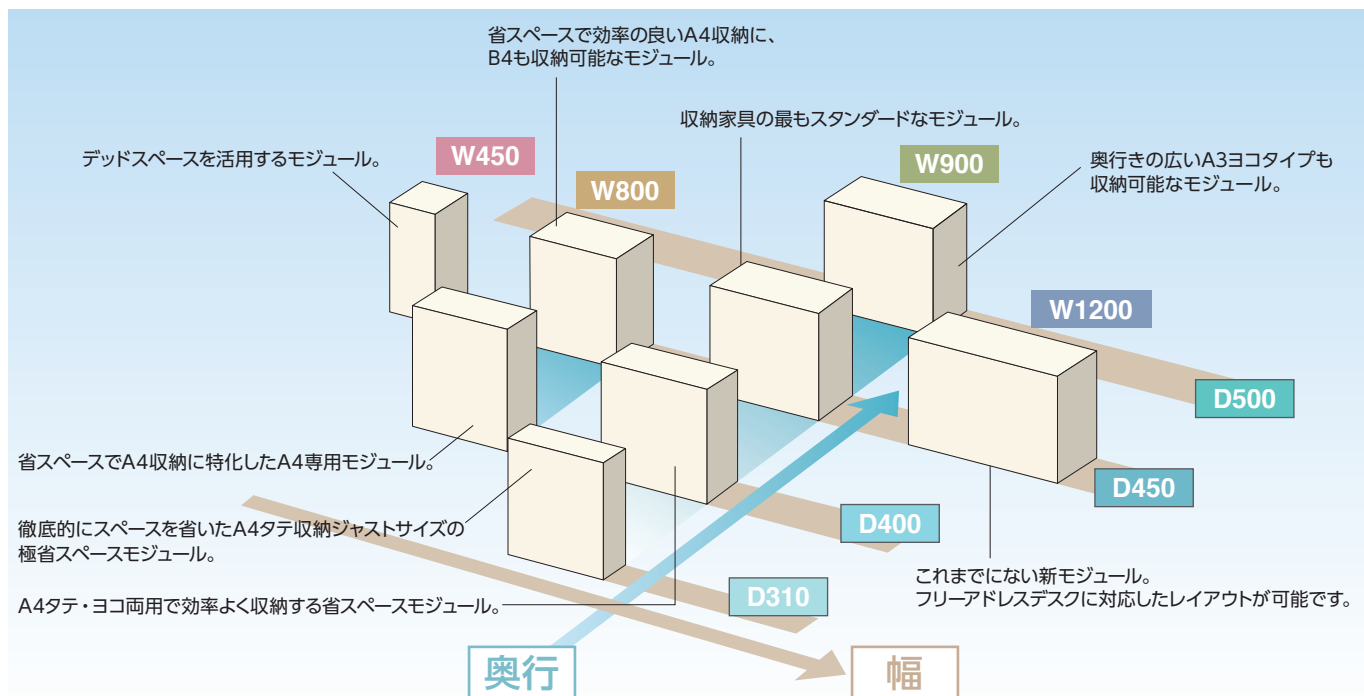 省スペースで効率の良いA4収納に、
B4も収納可能なモジュール。
収納家具の最もスタンダードなモジュール。
デッドスペースを活用するモジュール。
W450
W900
奥行きの広いA3ヨコタイプも
収納可能なモジュール。
W800
W1200
D500
省スペースでA4収納に特化したA4専用モジュール。
D450
徹底的にスペースを省いたA4タテ収納ジャストサイズの
極省スペースモジュール。
D400
これまでにない新モジュール。
フリーアドレスデスクに対応したレイアウトが可能です。
A4タテ・ヨコ両用で効率よく収納する省スペースモジュール。
D310
奥行
幅